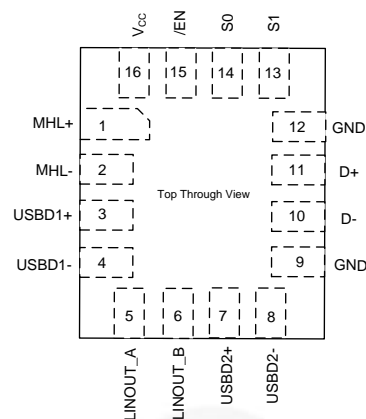 Vcc
/EN
S0
S1
16
15
14
13
MHL+
1
12
GND
MHL-
2
11
D+
Top Through View
USBD1+
3
10
D-
USBD1-
4
9
GND
5
6
7
8
LINOUT_A
LINOUT_B
USBD2+
USBD2-